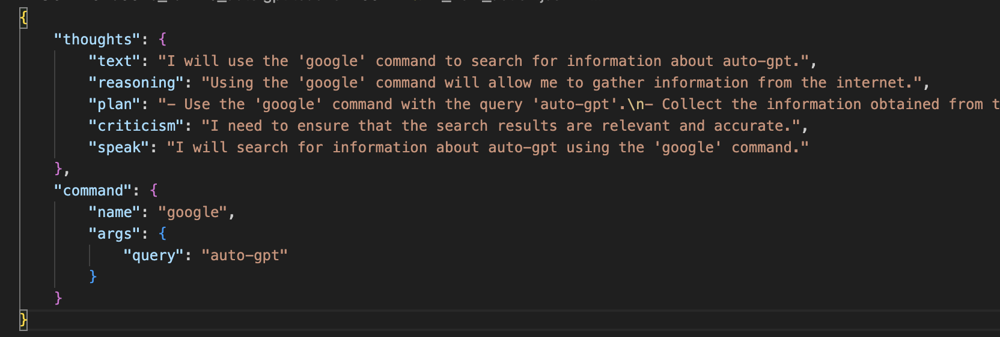 {
    "thoughts": {
        "text": "I will use the 'google' command to search for information about auto-gpt.",
        "reasoning": "Using the 'google' command will allow me to gather information from the internet.",
        "plan": "- Use the 'google' command with the query 'auto-gpt'.\n- Collect the information obtained from t
        "criticism": "I need to ensure that the search results are relevant and accurate.",
        "speak": "I will search for information about auto-gpt using the 'google' command."
    },
    "command": {
        "name": "google",
        "args": {
            "query": "auto-gpt"
        }
    }
}